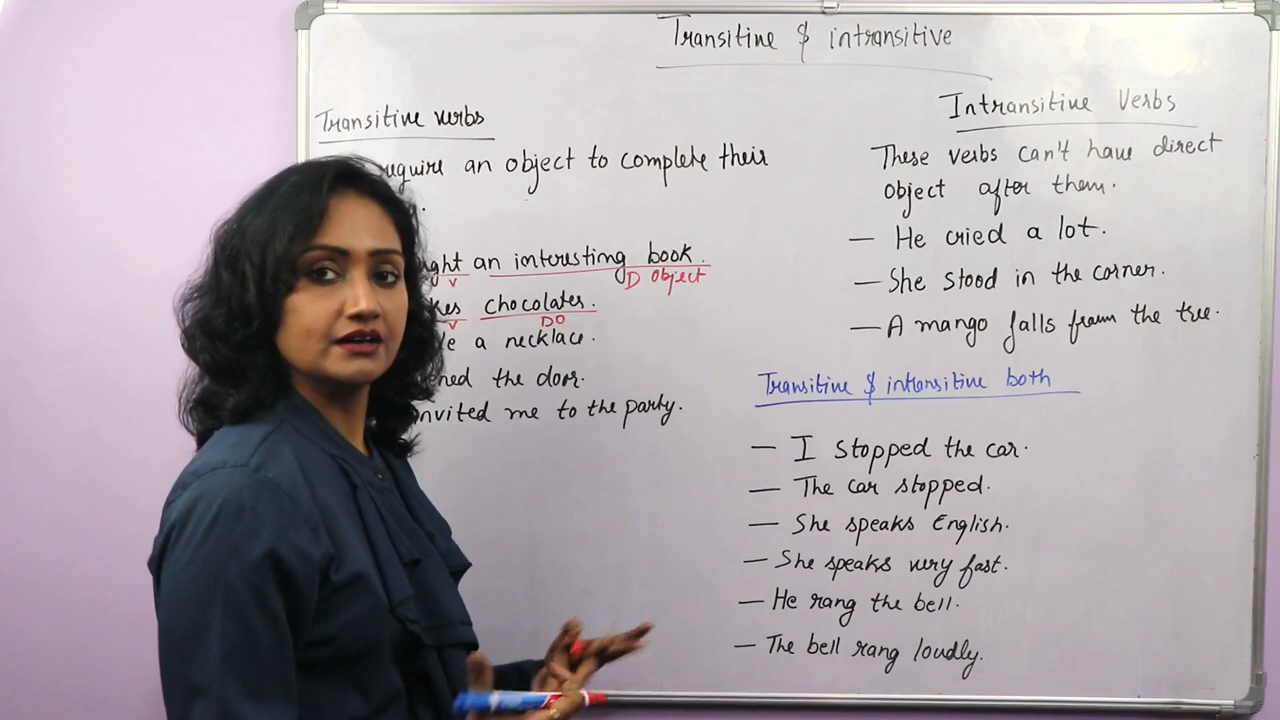 Transitive & intransitive
Transitive verbs
require an object to complete their
an interesting book.
V D Object
chocolates.
V DO
a necklace.
the door.
invited me to the party.
Intransitive Verbs
These verbs can't have direct
object after them.
— He cried a lot.
— She stood in the corner.
— A mango falls from the tree.
Transitive & intransitive both
— I stopped the car.
— The car stopped.
— She speaks English.
— She speaks very fast.
— He rang the bell.
— The bell rang loudly.